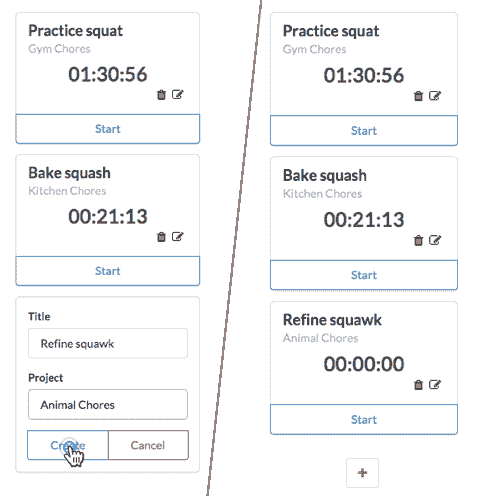 Practice squat
Gym Chores
01:30:56
Start
Bake squash
Kitchen Chores
00:21:13
Start
Title
Refine squawk
Project
Animal Chores
Create
Cancel
Practice squat
Gym Chores
01:30:56
Start
Bake squash
Kitchen Chores
00:21:13
Start
Refine squawk
Animal Chores
00:00:00
Start
+